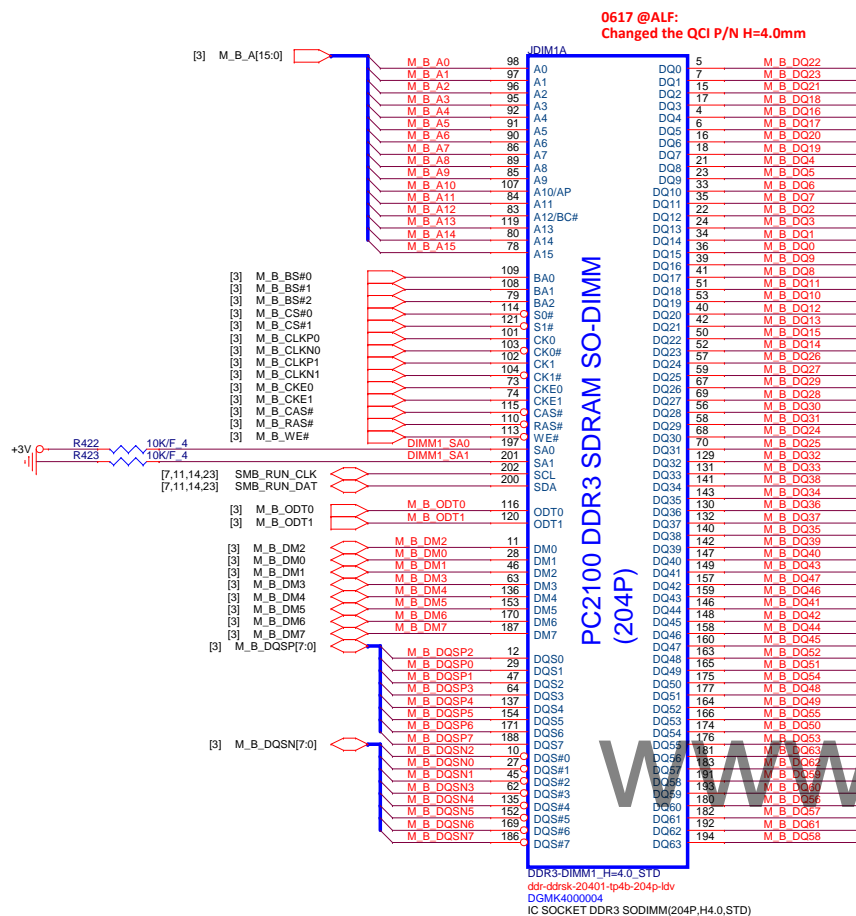 0617 @ALF:
Changed the QCI P/N H=4.0mm
JDIM1A
[3] M_B_A[15:0]
M_B_A0 98 A0
M_B_A1 97 A1
M_B_A2 96 A2
M_B_A3 95 A3
M_B_A4 92 A4
M_B_A5 91 A5
M_B_A6 90 A6
M_B_A7 86 A7
M_B_A8 89 A8
M_B_A9 85 A9
M_B_A10 107 A10/AP
M_B_A11 84 A11
M_B_A12 83 A12/BC#
M_B_A13 119 A13
M_B_A14 80 A14
M_B_A15 78 A15
[3] M_B_BS#0 109 BA0
[3] M_B_BS#1 108 BA1
[3] M_B_BS#2 79 BA2
[3] M_B_CS#0 114 S0#
[3] M_B_CS#1 121 S1#
[3] M_B_CLKP0 101 CK0
[3] M_B_CLKN0 103 CK0#
[3] M_B_CLKP1 102 CK1
[3] M_B_CLKN1 104 CK1#
[3] M_B_CKE0 73 CKE0
[3] M_B_CKE1 74 CKE1
[3] M_B_CAS# 115 CAS#
[3] M_B_RAS# 110 RAS#
[3] M_B_WE# 113 WE#
+3V R422 10K/F_4 DIMM1_SA0 197 SA0
R423 10K/F_4 DIMM1_SA1 201 SA1
[7,11,14,23] SMB_RUN_CLK 202 SCL
[7,11,14,23] SMB_RUN_DAT 200 SDA
[3] M_B_ODT0 M_B_ODT0 116 ODT0
[3] M_B_ODT1 M_B_ODT1 120 ODT1
[3] M_B_DM2 M_B_DM2 11 DM0
[3] M_B_DM0 M_B_DM0 28 DM1
[3] M_B_DM1 M_B_DM1 46 DM2
[3] M_B_DM3 M_B_DM3 63 DM3
[3] M_B_DM4 M_B_DM4 136 DM4
[3] M_B_DM5 M_B_DM5 153 DM5
[3] M_B_DM6 M_B_DM6 170 DM6
[3] M_B_DM7 M_B_DM7 187 DM7
[3] M_B_DQSP[7:0]
M_B_DQSP2 12 DQS0
M_B_DQSP0 29 DQS1
M_B_DQSP1 47 DQS2
M_B_DQSP3 64 DQS3
M_B_DQSP4 137 DQS4
M_B_DQSP5 154 DQS5
M_B_DQSP6 171 DQS6
M_B_DQSP7 188 DQS7
[3] M_B_DQSN[7:0]
M_B_DQSN2 10 DQS#0
M_B_DQSN0 27 DQS#1
M_B_DQSN1 45 DQS#2
M_B_DQSN3 62 DQS#3
M_B_DQSN4 135 DQS#4
M_B_DQSN5 152 DQS#5
M_B_DQSN6 169 DQS#6
M_B_DQSN7 186 DQS#7
PC2100 DDR3 SDRAM SO-DIMM
(204P)
DQ0 5 M_B_DQ22
DQ1 7 M_B_DQ23
DQ2 15 M_B_DQ21
DQ3 17 M_B_DQ18
DQ4 4 M_B_DQ16
DQ5 6 M_B_DQ17
DQ6 16 M_B_DQ20
DQ7 18 M_B_DQ19
DQ8 21 M_B_DQ4
DQ9 23 M_B_DQ5
DQ10 33 M_B_DQ6
DQ11 35 M_B_DQ7
DQ12 22 M_B_DQ2
DQ13 24 M_B_DQ3
DQ14 34 M_B_DQ1
DQ15 36 M_B_DQ0
DQ16 39 M_B_DQ9
DQ17 41 M_B_DQ8
DQ18 51 M_B_DQ11
DQ19 53 M_B_DQ10
DQ20 40 M_B_DQ12
DQ21 42 M_B_DQ13
DQ22 50 M_B_DQ15
DQ23 52 M_B_DQ14
DQ24 57 M_B_DQ26
DQ25 59 M_B_DQ27
DQ26 67 M_B_DQ29
DQ27 69 M_B_DQ28
DQ28 56 M_B_DQ30
DQ29 58 M_B_DQ31
DQ30 68 M_B_DQ24
DQ31 70 M_B_DQ25
DQ32 129 M_B_DQ32
DQ33 131 M_B_DQ33
DQ34 141 M_B_DQ38
DQ35 143 M_B_DQ34
DQ36 130 M_B_DQ36
DQ37 132 M_B_DQ37
DQ38 140 M_B_DQ35
DQ39 142 M_B_DQ39
DQ40 147 M_B_DQ40
DQ41 149 M_B_DQ43
DQ42 157 M_B_DQ47
DQ43 159 M_B_DQ46
DQ44 146 M_B_DQ41
DQ45 148 M_B_DQ42
DQ46 158 M_B_DQ44
DQ47 160 M_B_DQ45
DQ48 163 M_B_DQ52
DQ49 165 M_B_DQ51
DQ50 175 M_B_DQ54
DQ51 177 M_B_DQ48
DQ52 164 M_B_DQ49
DQ53 166 M_B_DQ55
DQ54 174 M_B_DQ50
DQ55 176 M_B_DQ53
DQ56 181 M_B_DQ63
DQ57 183 M_B_DQ62
DQ58 191 M_B_DQ59
DQ59 193 M_B_DQ60
DQ60 180 M_B_DQ56
DQ61 182 M_B_DQ57
DQ62 192 M_B_DQ61
DQ63 194 M_B_DQ58
WWW
DDR3-DIMM1_H=4.0_STD
ddr-ddrsk-20401-tp4b-204p-ldv
DGMK4000004
IC SOCKET DDR3 SODIMM(204P,H4.0,STD)